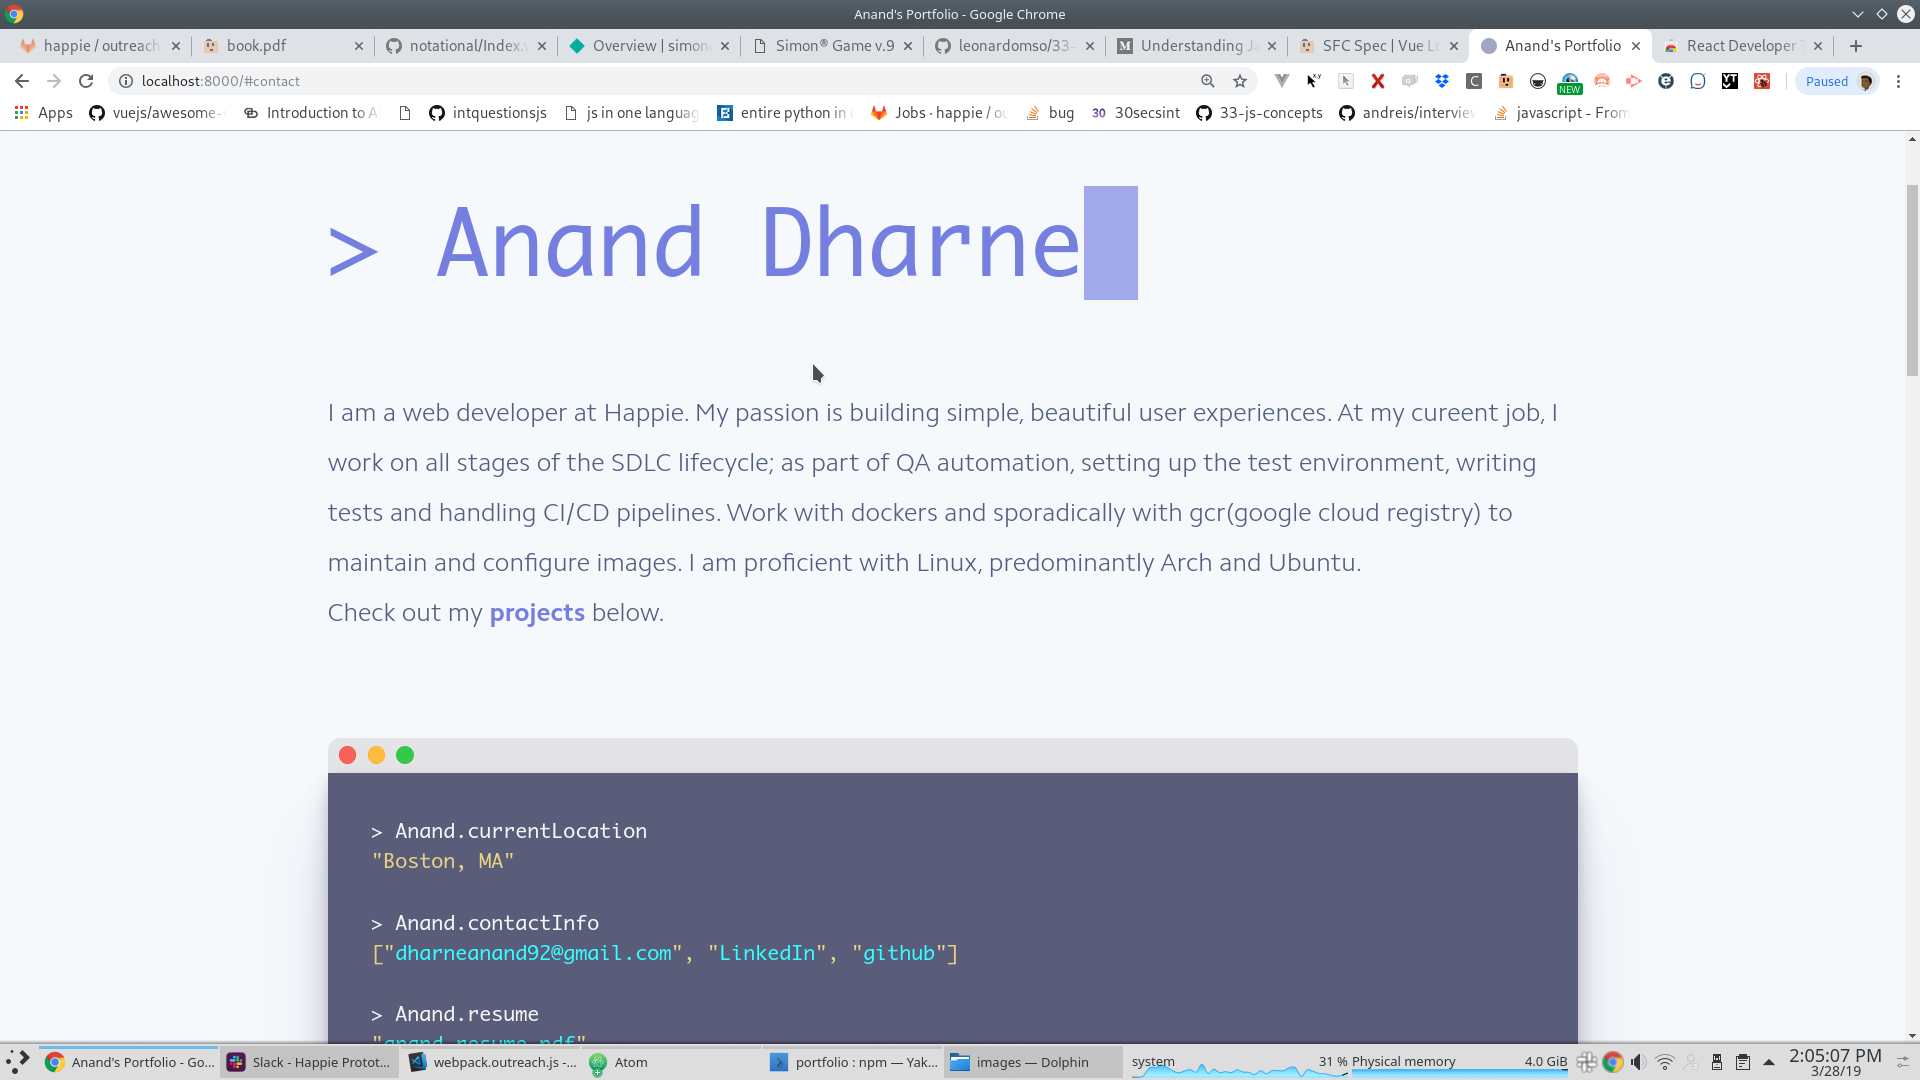 Anand's Portfolio - Google Chrome
happie / outreach
book.pdf
notational/Index.
Overview | simon
Simon® Game v.9
leonardomso/33-
Understanding
SFC Spec | Vue
Anand's Portfolio
React Developer
localhost:8000/#contact
NEW
Paused
Apps
vuejs/awesome-
Introduction to
intquestionsjs
js in one languag
entire python in
Jobs · happie /
bug
30 30secsint
33-js-concepts
andreis/interview
javascript - From
> Anand Dharne
I am a web developer at Happie. My passion is building simple, beautiful user experiences. At my cureent job, I
work on all stages of the SDLC lifecycle; as part of QA automation, setting up the test environment, writing
tests and handling CI/CD pipelines. Work with dockers and sporadically with gcr(google cloud registry) to
maintain and configure images. I am proficient with Linux, predominantly Arch and Ubuntu.
Check out my projects below.
> Anand.currentLocation
"Boston, MA"
> Anand.contactInfo
["dharneanand92@gmail.com", "LinkedIn", "github"]
> Anand.resume
"anand resume.pdf"
Anand's Portfolio - Go...
Slack - Happie Protot...
webpack.outreach.js -...
Atom
portfolio : npm — Yak...
images — Dolphin
system
31 % Physical memory
4.0 GiB
2:05:07 PM
3/28/19